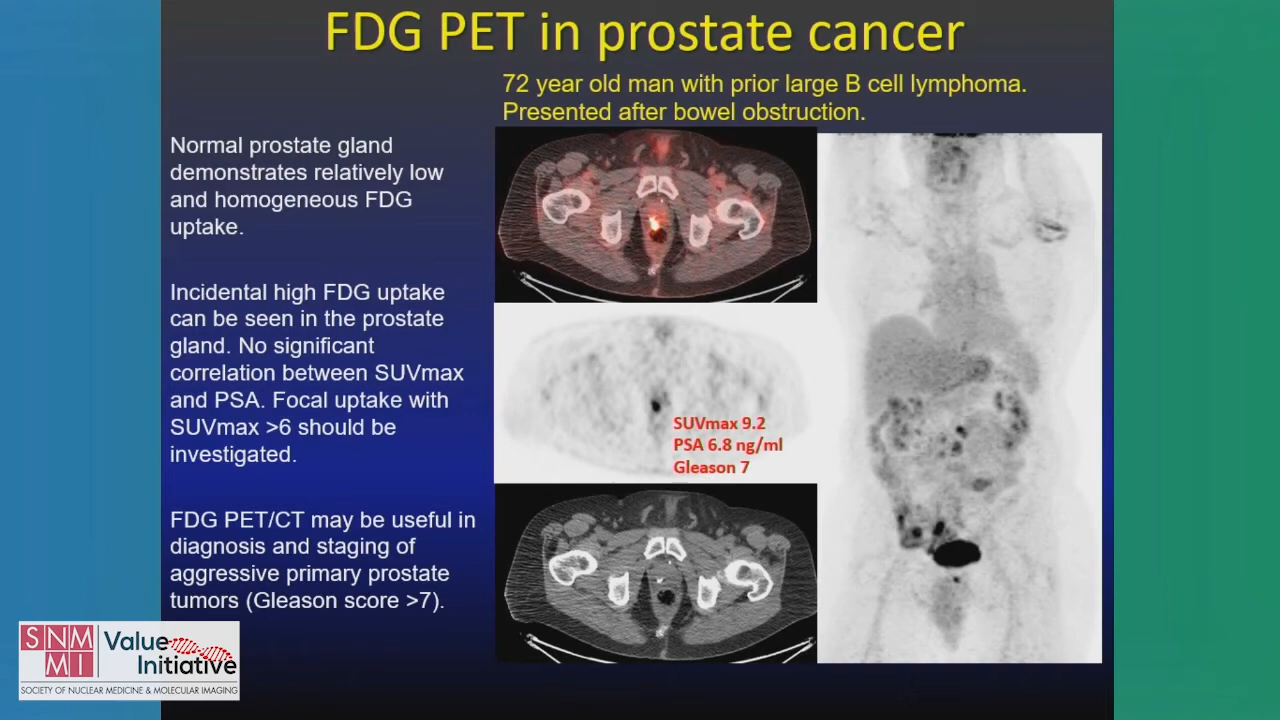 FDG PET in prostate cancer
72 year old man with prior large B cell lymphoma.
Presented after bowel obstruction.
Normal prostate gland
demonstrates relatively low
and homogeneous FDG
uptake.
Incidental high FDG uptake
can be seen in the prostate
gland. No significant
correlation between SUVmax
and PSA. Focal uptake with
SUVmax >6 should be
investigated.
FDG PET/CT may be useful in
diagnosis and staging of
aggressive primary prostate
tumors (Gleason score >7).
SUVmax 9.2
PSA 6.8 ng/ml
Gleason 7
SNM
MI
Value
Initiative
SOCIETY OF NUCLEAR MEDICINE & MOLECULAR IMAGING